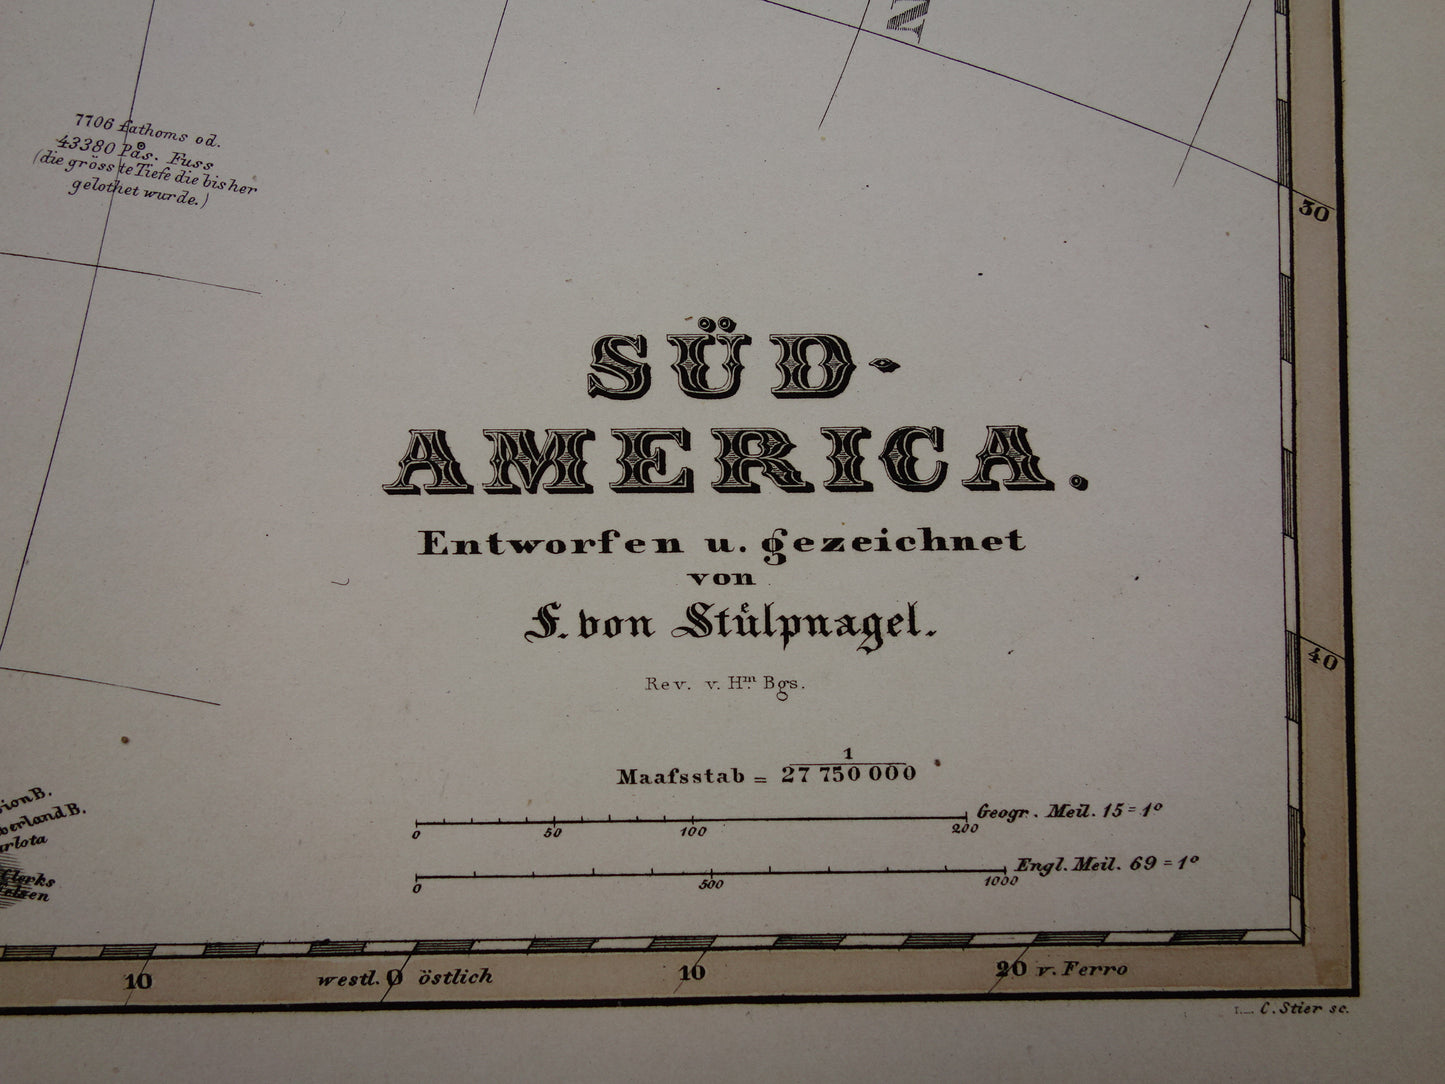 7706 fathoms od.
43380 Pås. Fuss
(die grösste Tiefe die bisher
gelothet wurde.)
30
SÜD-
AMERICA.
Entworfen u. gezeichnet
von
F. von Stülpnagel.
Rev. v. Hm. Bgs.
40
Maafsstab = 1
27 750 000
0 50 100 200 Geogr. Meil. 15 = 1°
0 500 1000 Engl. Meil. 69 = 1°
B.
B.
Clerks
10 westl. 0 östlich 10 20 v. Ferro
C. Stier sc.